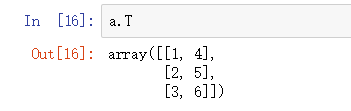 In [16]: a.T
Out[16]: array([[1, 4],
[2, 5],
[3, 6]])